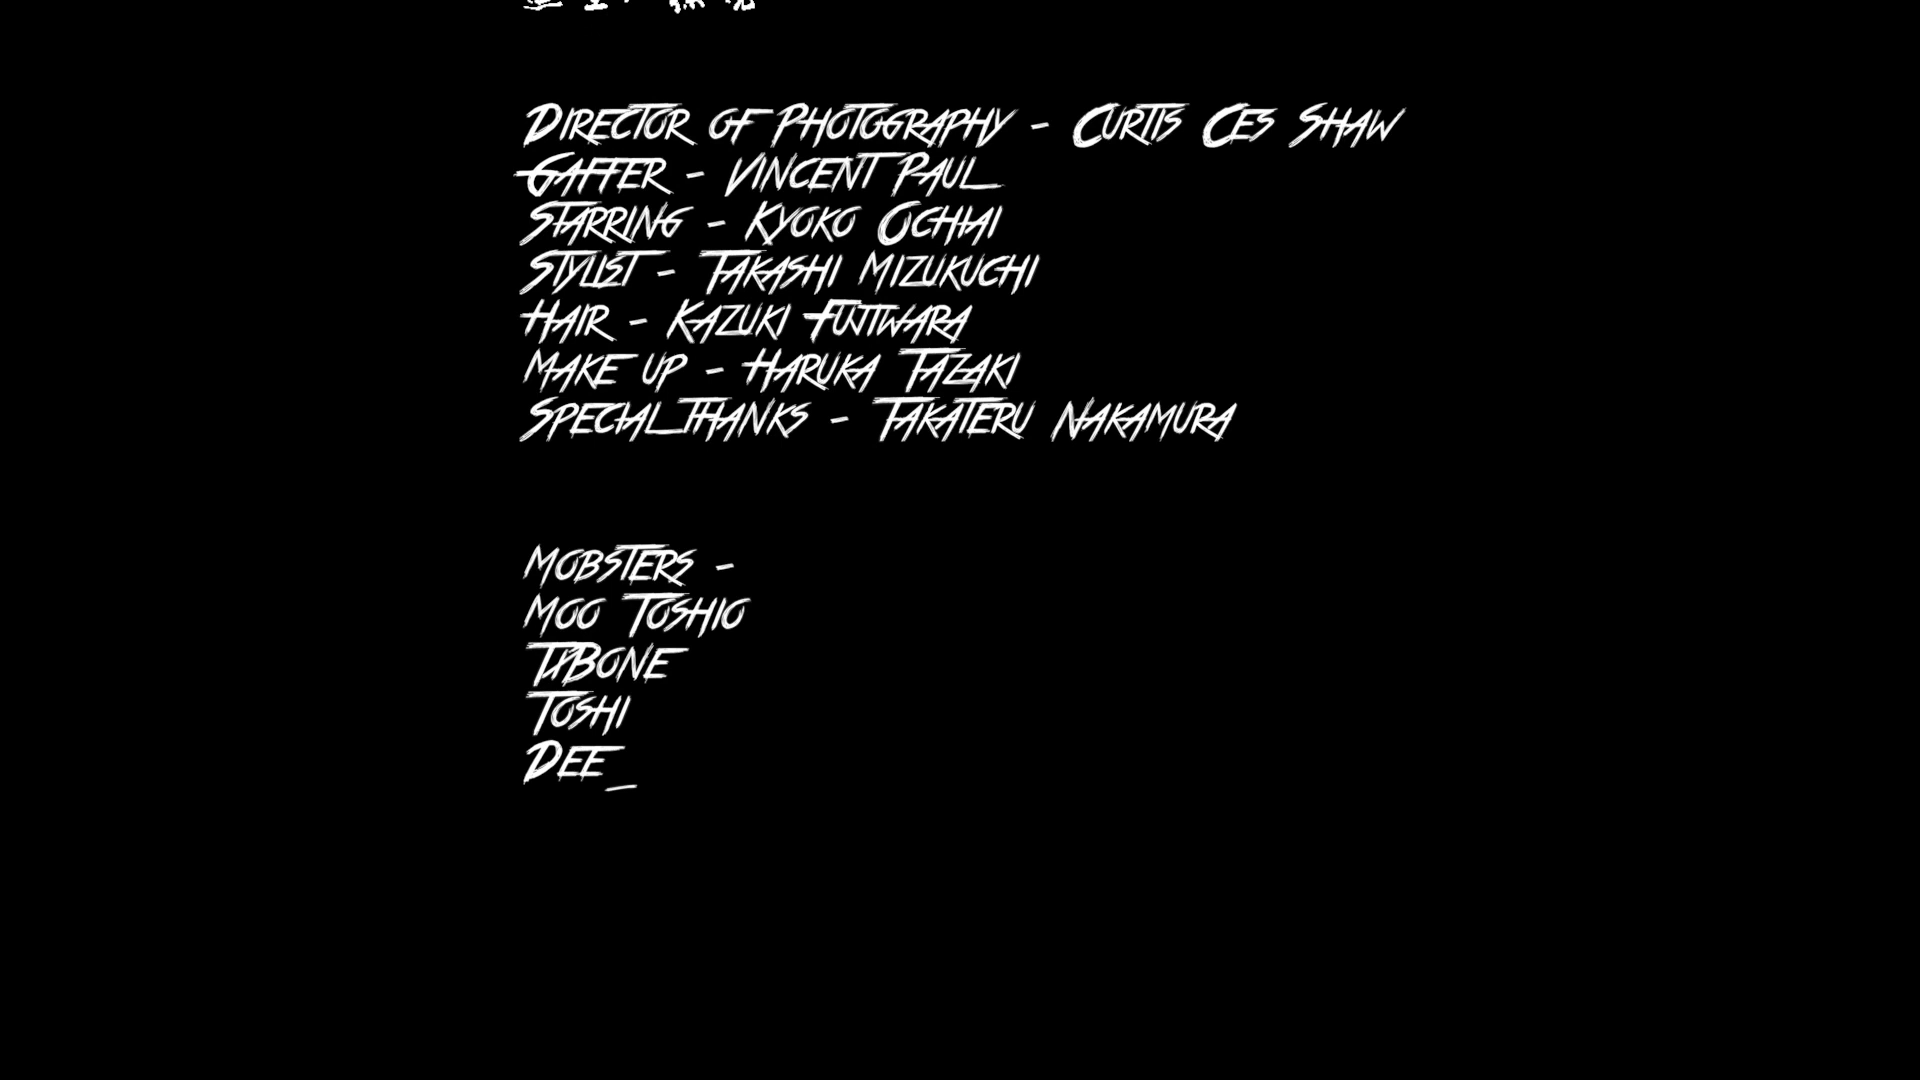 Director of Photography - Curtis Ces Shaw
Gaffer - Vincent Paul
Starring - Kyoko Ochiai
Stylist - Takashi Mizukuchi
Hair - Kazuki Fujiwara
Make up - Haruka Tazaki
Special thanks - Takateru Nakamura
Mobsters -
Moo Toshio
TxBone
Toshi
Dee_